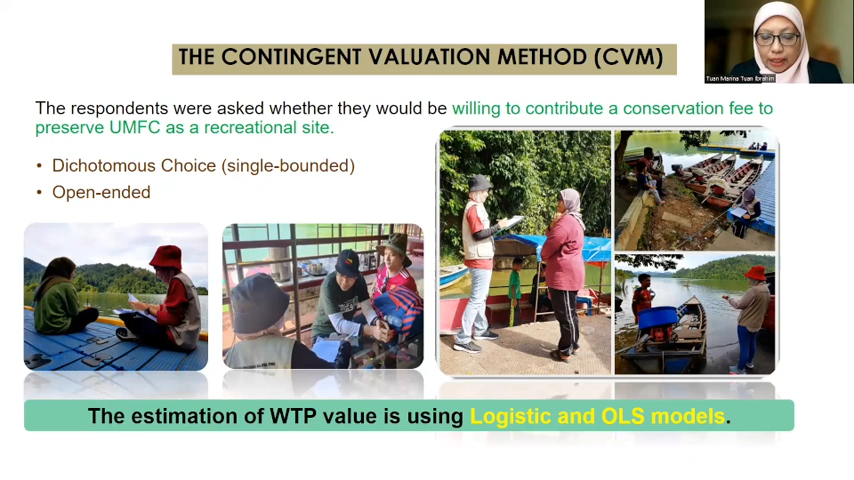 THE CONTINGENT VALUATION METHOD (CVM)
Tuan Marina Tuan Ibrahim
The respondents were asked whether they would be willing to contribute a conservation fee to
preserve UMFC as a recreational site.
• Dichotomous Choice (single-bounded)
• Open-ended
The estimation of WTP value is using Logistic and OLS models.